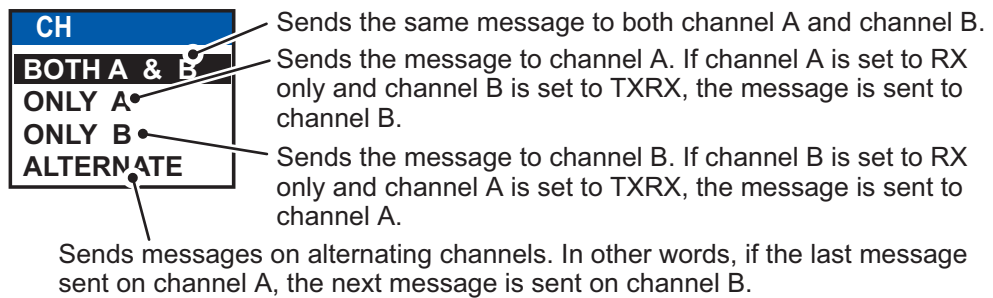 CH
BOTH A & B
ONLY A
ONLY B
ALTERNATE
Sends the same message to both channel A and channel B.
Sends the message to channel A. If channel A is set to RX
only and channel B is set to TXRX, the message is sent to
channel B.
Sends the message to channel B. If channel B is set to RX
only and channel A is set to TXRX, the message is sent to
channel A.
Sends messages on alternating channels. In other words, if the last message
sent on channel A, the next message is sent on channel B.